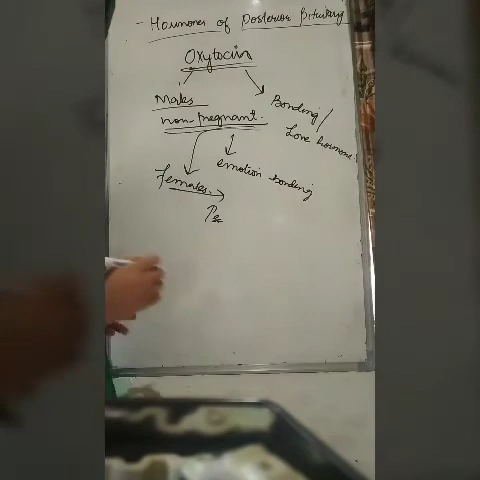 - Hormones of Posterior Pituitary
Oxytocin
Males
non-pregnant.
Bonding /
Love hormone.
emotion bonding
Females.